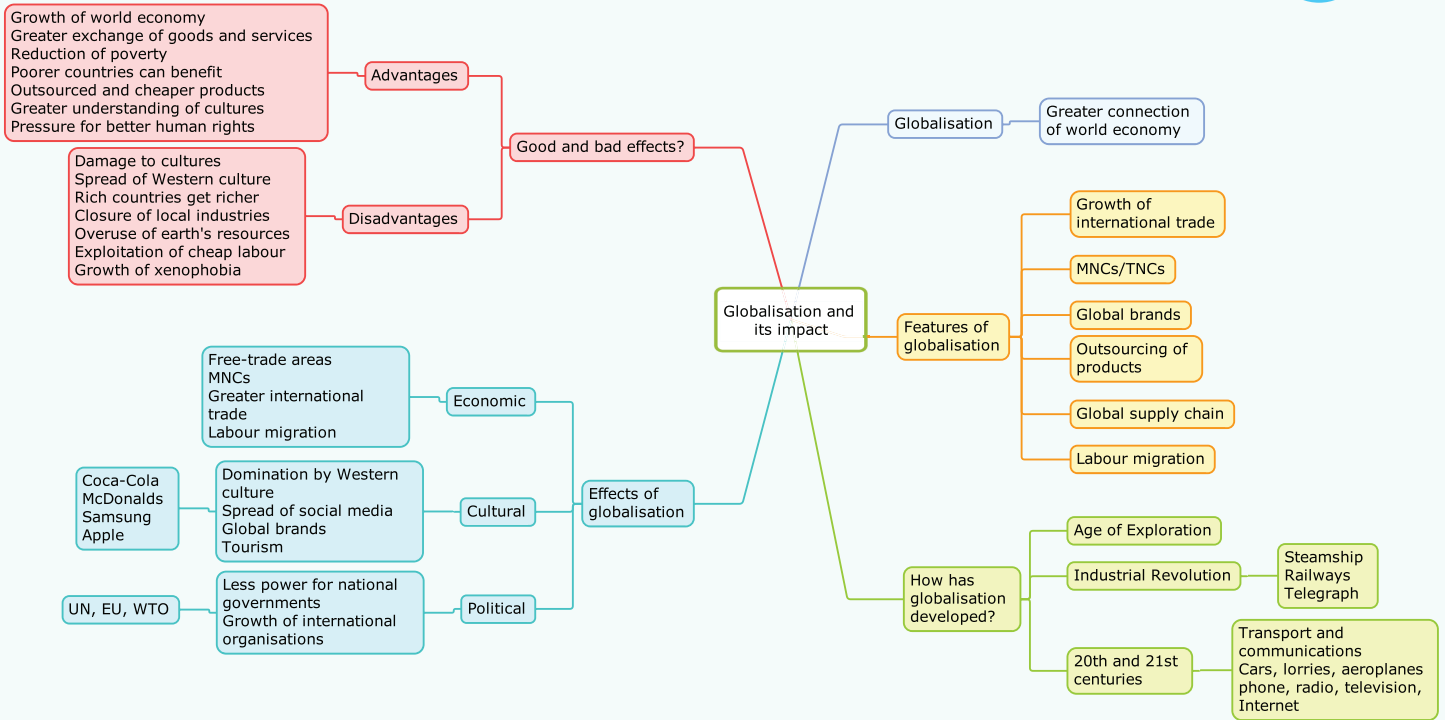 Growth of world economy
Greater exchange of goods and services
Reduction of poverty
Poorer countries can benefit
Outsourced and cheaper products
Greater understanding of cultures
Pressure for better human rights
Advantages
Good and bad effects?
Damage to cultures
Spread of Western culture
Rich countries get richer
Closure of local industries
Overuse of earth's resources
Exploitation of cheap labour
Growth of xenophobia
Disadvantages
Globalisation
Greater connection
of world economy
Globalisation and
its impact
Features of
globalisation
Growth of
international trade
MNCs/TNCs
Global brands
Outsourcing of
products
Global supply chain
Labour migration
Free-trade areas
MNCs
Greater international
trade
Labour migration
Economic
Coca-Cola
McDonalds
Samsung
Apple
Domination by Western
culture
Spread of social media
Global brands
Tourism
Cultural
Effects of
globalisation
UN, EU, WTO
Less power for national
governments
Growth of international
organisations
Political
How has
globalisation
developed?
Age of Exploration
Industrial Revolution
Steamship
Railways
Telegraph
20th and 21st
centuries
Transport and
communications
Cars, lorries, aeroplanes
phone, radio, television,
Internet